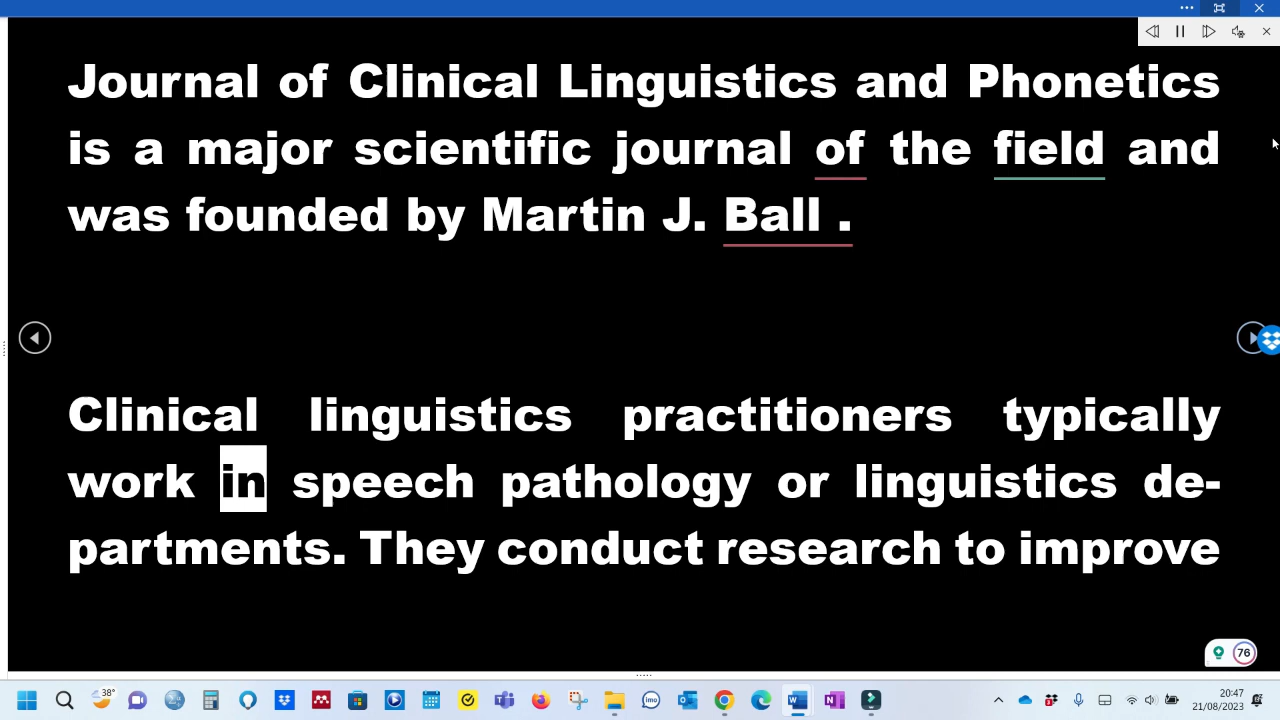 Journal of Clinical Linguistics and Phonetics
is a major scientific journal of the field and
was founded by Martin J. Ball .
Clinical linguistics practitioners typically
work in speech pathology or linguistics de-
partments. They conduct research to improve
76
38°
imo
20:47
21/08/2023